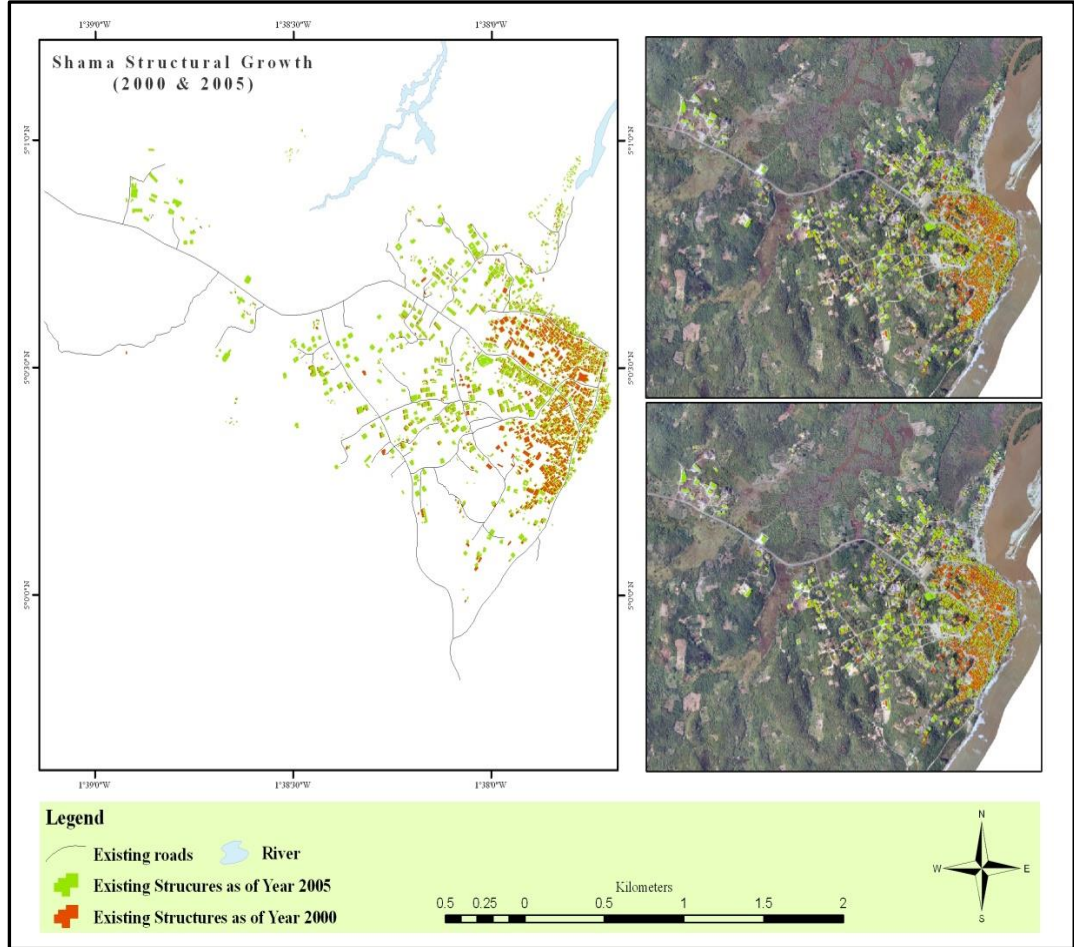 1°39'0"W 1°38'30"W 1°38'0"W
Shama Structural Growth
(2000 & 2005)
5°1'0"N 5°1'0"N
5°0'30"N 5°0'30"N
5°0'0"N 5°0'0"N
1°39'0"W 1°38'30"W 1°38'0"W
Legend
Existing roads River
Existing Strucures as of Year 2005
Existing Structures as of Year 2000
Kilometers
0.5 0.25 0 0.5 1 1.5 2
N
W E
S